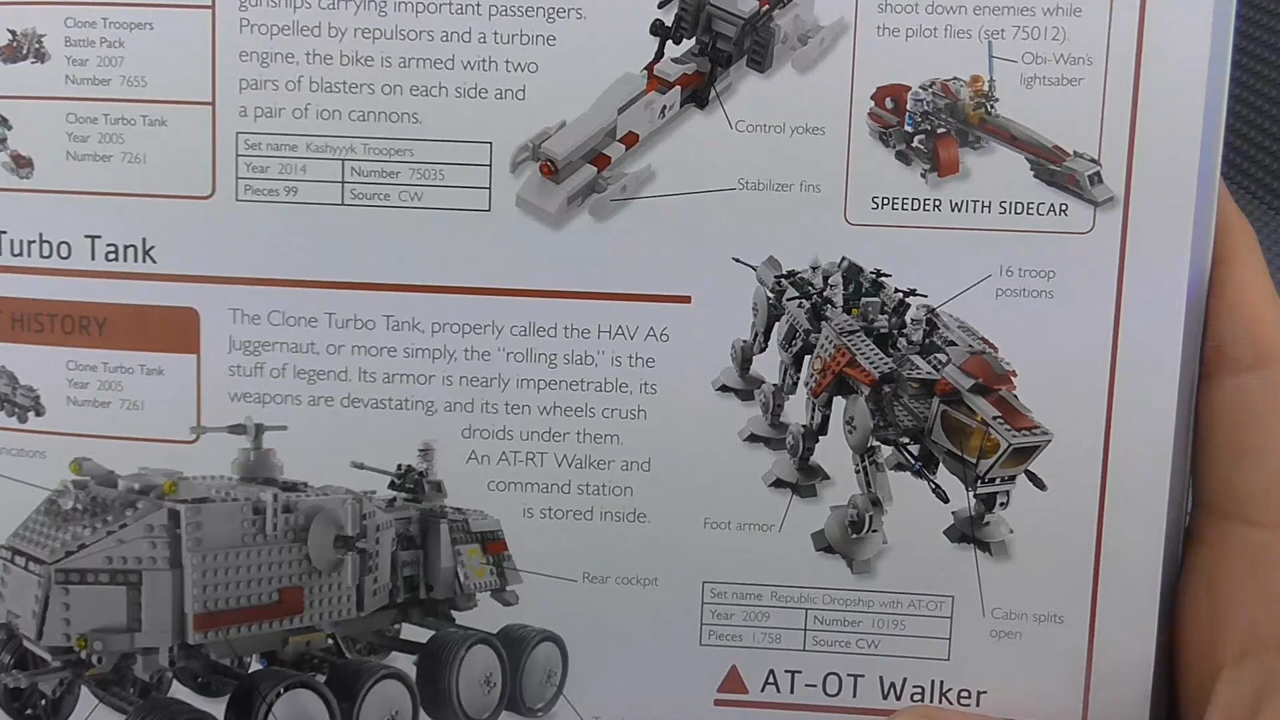 Clone Troopers
Battle Pack
Year 2007
Number 7655
Clone Turbo Tank
Year 2005
Number 7261
gunships carrying important passengers.
Propelled by repulsors and a turbine
engine, the bike is armed with two
pairs of blasters on each side and
a pair of ion cannons.
Set name Kashyyyk Troopers
Year 2014 Number 75035
Pieces 99 Source CW
Control yokes
Stabilizer fins
shoot down enemies while
the pilot flies (set 75012).
Obi-Wan's
lightsaber
SPEEDER WITH SIDECAR
Turbo Tank
HISTORY
Clone Turbo Tank
Year 2005
Number 7261
The Clone Turbo Tank, properly called the HAV A6
Juggernaut, or more simply, the "rolling slab," is the
stuff of legend. Its armor is nearly impenetrable, its
weapons are devastating, and its ten wheels crush
droids under them.
An AT-RT Walker and
command station
is stored inside.
Rear cockpit
16 troop
positions
Foot armor
Cabin splits
open
Set name Republic Dropship with AT-OT
Year 2009 Number 10195
Pieces 1,758 Source CW
AT-OT Walker